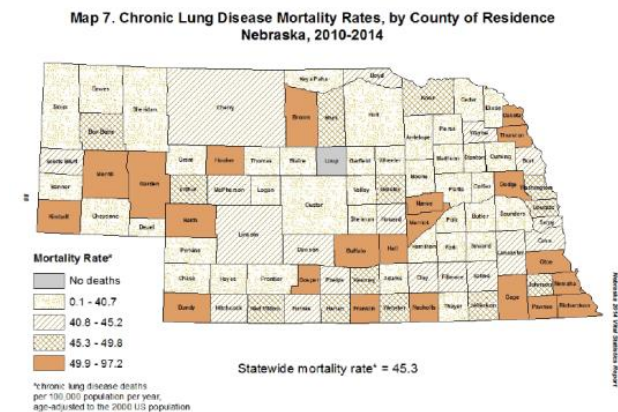 Map 7. Chronic Lung Disease Mortality Rates, by County of Residence
Nebraska, 2010-2014
Keya Paha
Boyd
Dawes
Sioux
Sheridan
Cherry
Knox
Cedar
Dixon
Dakota
Box Butte
Brown
Rock
Holt
Thurston
Pierce
Wayne
Antelope
Scotts Bluff
Grant
Hooker
Thomas
Blaine
Loup
Garfield
Wheeler
Madison
Stanton
Cuming
Burt
Morrill
Garden
Boone
Banner
Arthur
McPherson
Logan
Custer
Valley
Greeley
Platte
Colfax
Dodge
Washington
Nance
Kimball
Cheyenne
Keith
Sherman
Howard
Merrick
Polk
Butler
Saunders
Douglas
Sarpy
Deuel
Lincoln
Cass
Perkins
Dawson
Buffalo
Hall
Hamilton
York
Seward
Lancaster
Otoe
Mortality Rate*
Chase
Hayes
Frontier
Gosper
Phelps
Kearney
Adams
Clay
Fillmore
Saline
Gage
Johnson
Nemaha
No deaths
0.1 - 40.7
Dundy
Hitchcock
Red Willow
Furnas
Harlan
Franklin
Webster
Nuckolls
Thayer
Jefferson
Pawnee
Richardson
40.8 - 45.2
45.3 - 49.8
49.9 - 97.2
Statewide mortality rate* = 45.3
*chronic lung disease deaths
per 100,000 population per year,
age-adjusted to the 2000 US population
Nebraska 2014 Vital Statistics Report